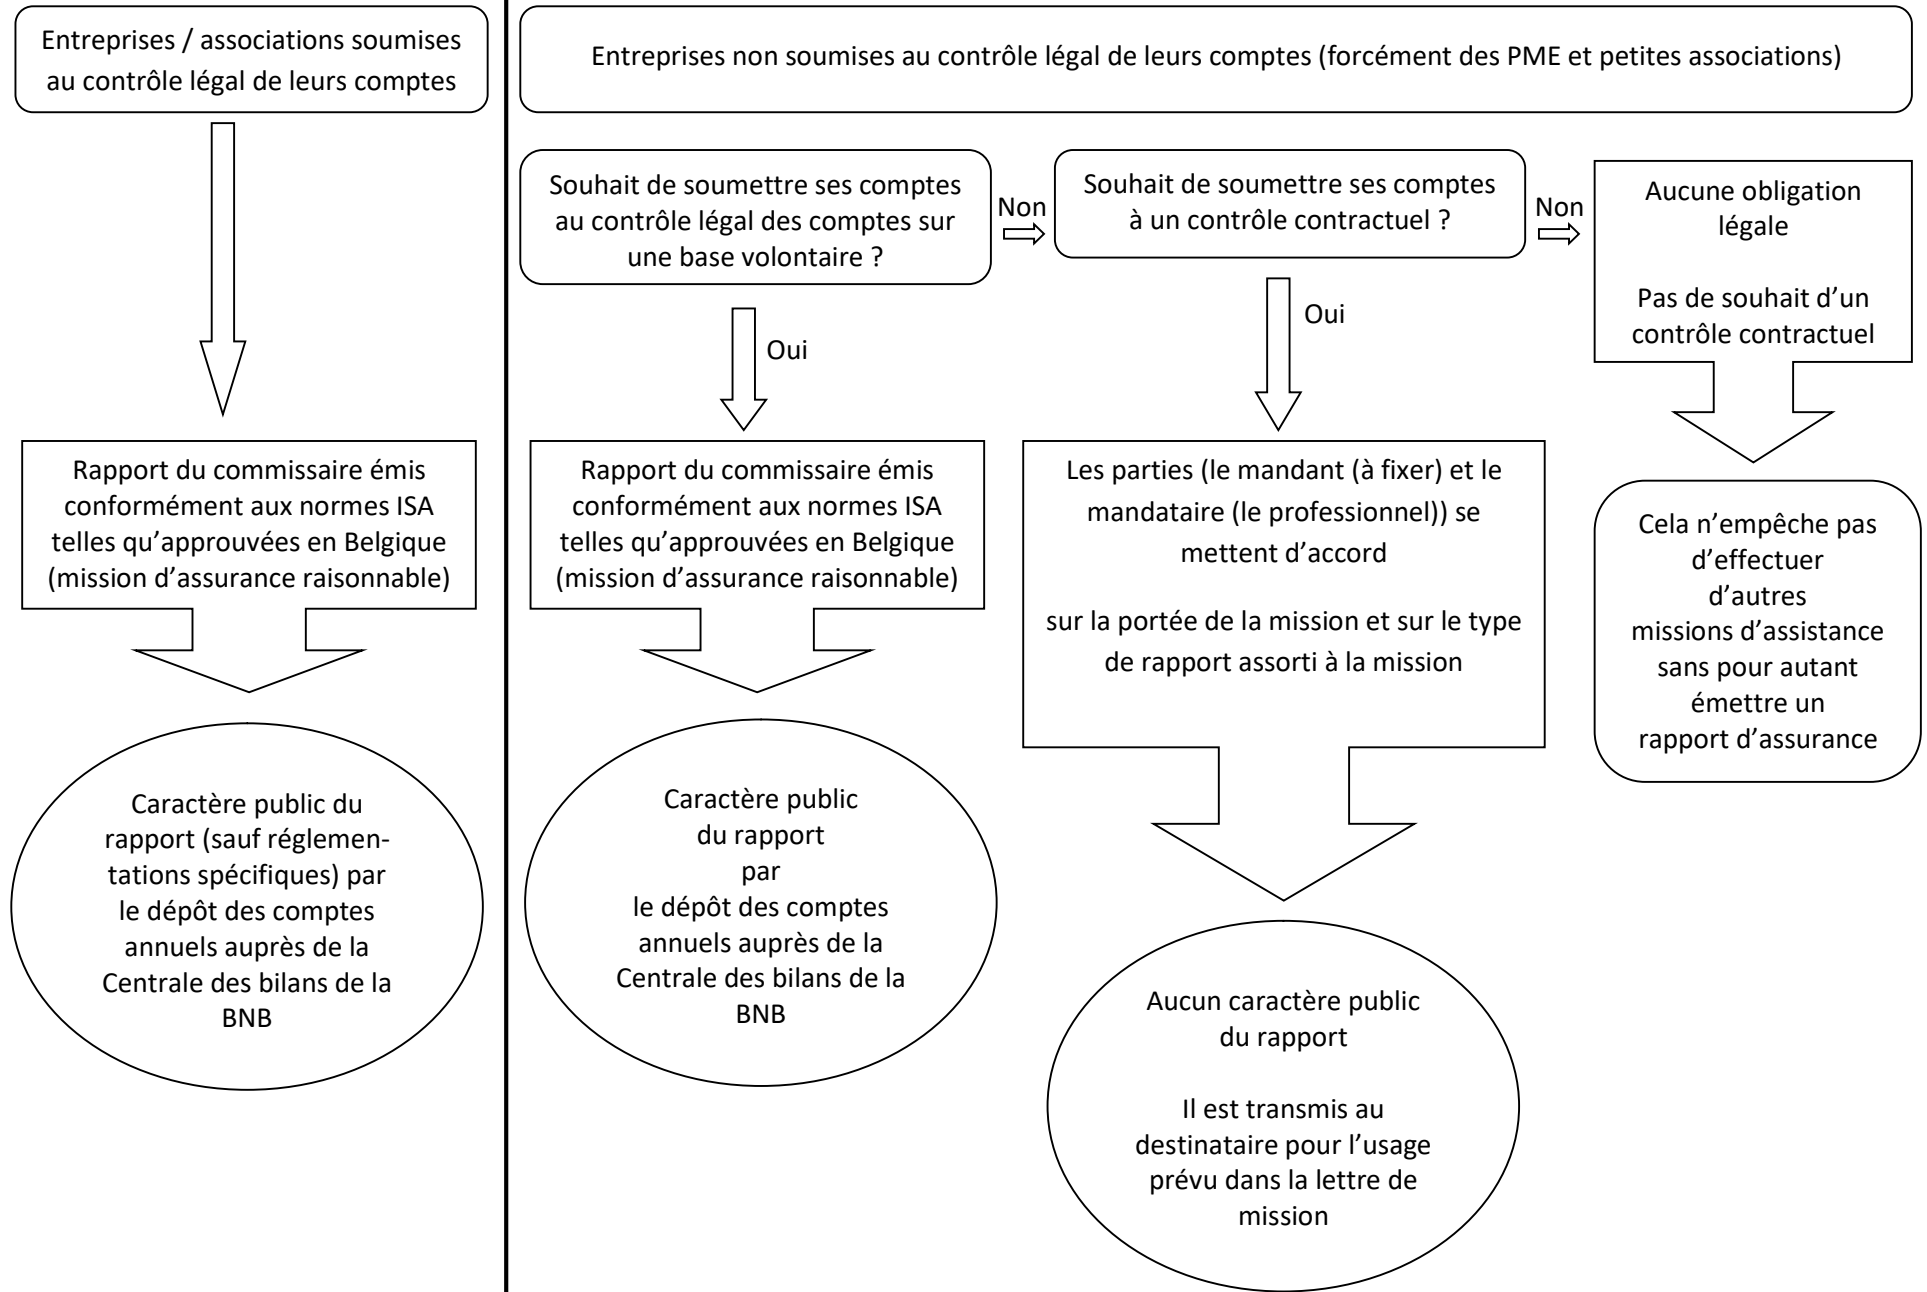 Entreprises / associations soumises
au contrôle légal de leurs comptes
Entreprises non soumises au contrôle légal de leurs comptes (forcément des PME et petites associations)
Souhait de soumettre ses comptes
au contrôle légal des comptes sur
une base volontaire ?
Non
Souhait de soumettre ses comptes
à un contrôle contractuel ?
Non
Aucune obligation
légale
Pas de souhait d’un
contrôle contractuel
Oui
Oui
Rapport du commissaire émis
conformément aux normes ISA
telles qu’approuvées en Belgique
(mission d’assurance raisonnable)
Rapport du commissaire émis
conformément aux normes ISA
telles qu’approuvées en Belgique
(mission d’assurance raisonnable)
Les parties (le mandant (à fixer) et le
mandataire (le professionnel)) se
mettent d’accord
sur la portée de la mission et sur le type
de rapport assorti à la mission
Cela n’empêche pas
d’effectuer
d’autres
missions d’assistance
sans pour autant
émettre un
rapport d’assurance
Caractère public du
rapport (sauf réglemen-
tations spécifiques) par
le dépôt des comptes
annuels auprès de la
Centrale des bilans de la
BNB
Caractère public
du rapport
par
le dépôt des comptes
annuels auprès de la
Centrale des bilans de la
BNB
Aucun caractère public
du rapport
Il est transmis au
destinataire pour l’usage
prévu dans la lettre de
mission